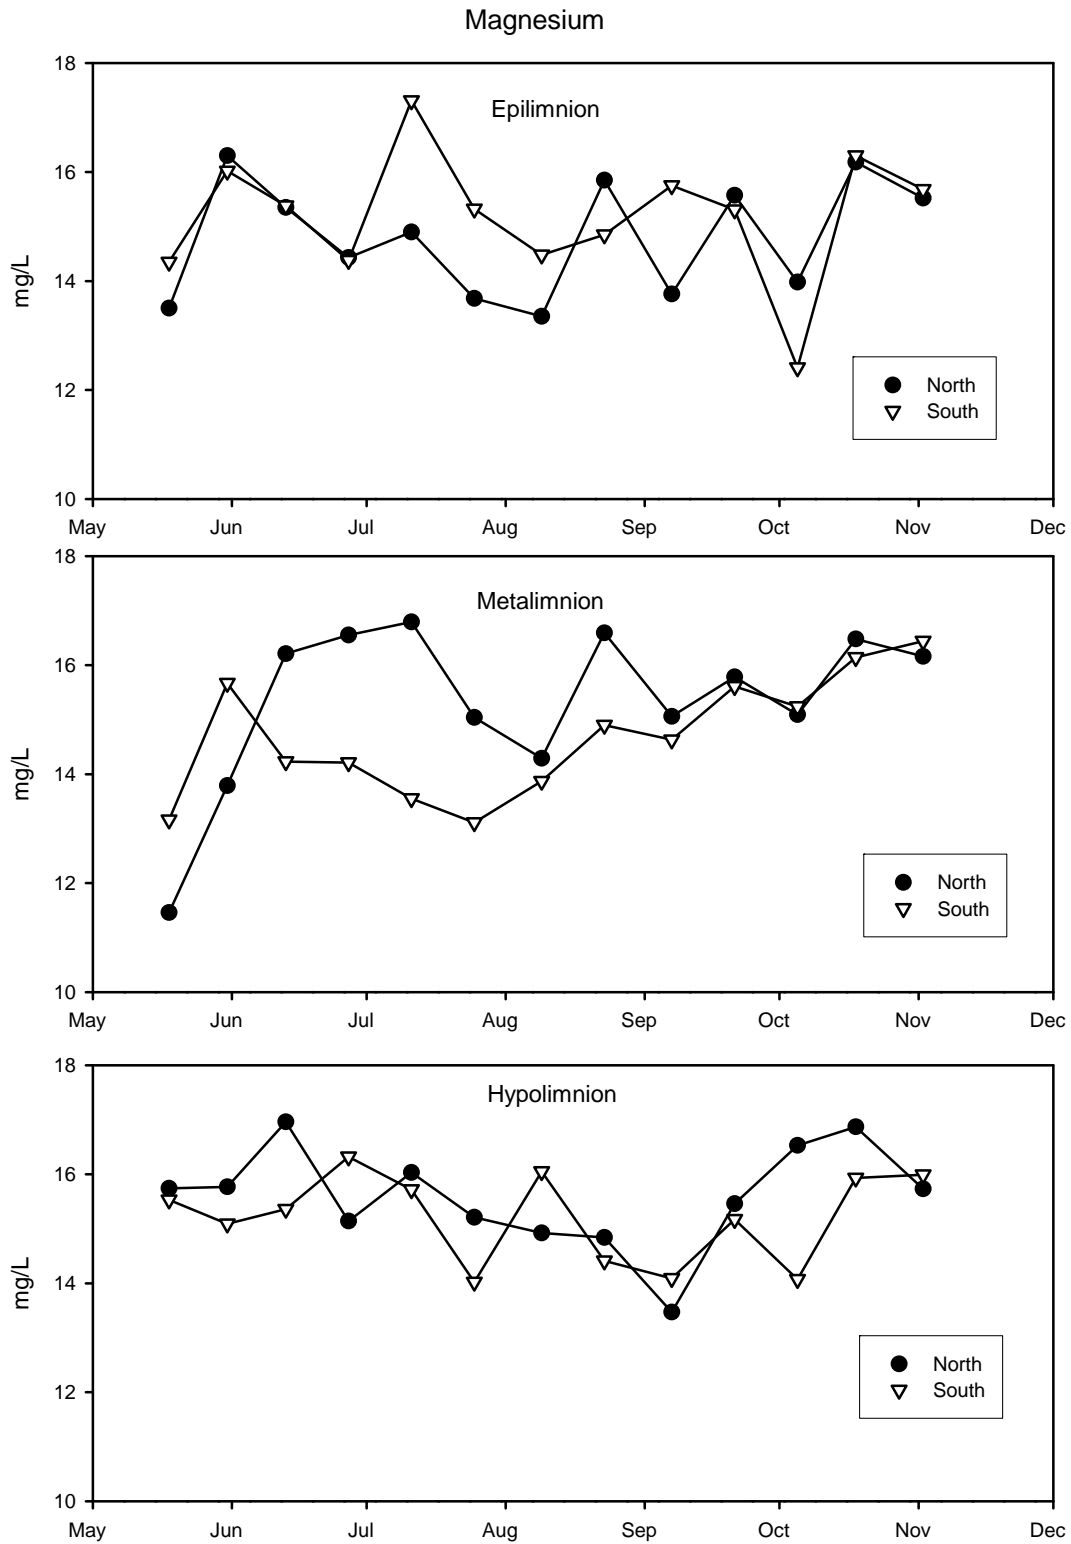 Magnesium
18
Epilimnion
16
14
mg/L
12
North
South
10
May Jun Jul Aug Sep Oct Nov Dec
18
Metalimnion
16
14
mg/L
12
North
South
10
May Jun Jul Aug Sep Oct Nov Dec
18
Hypolimnion
16
14
mg/L
North
South
12
10
May Jun Jul Aug Sep Oct Nov Dec